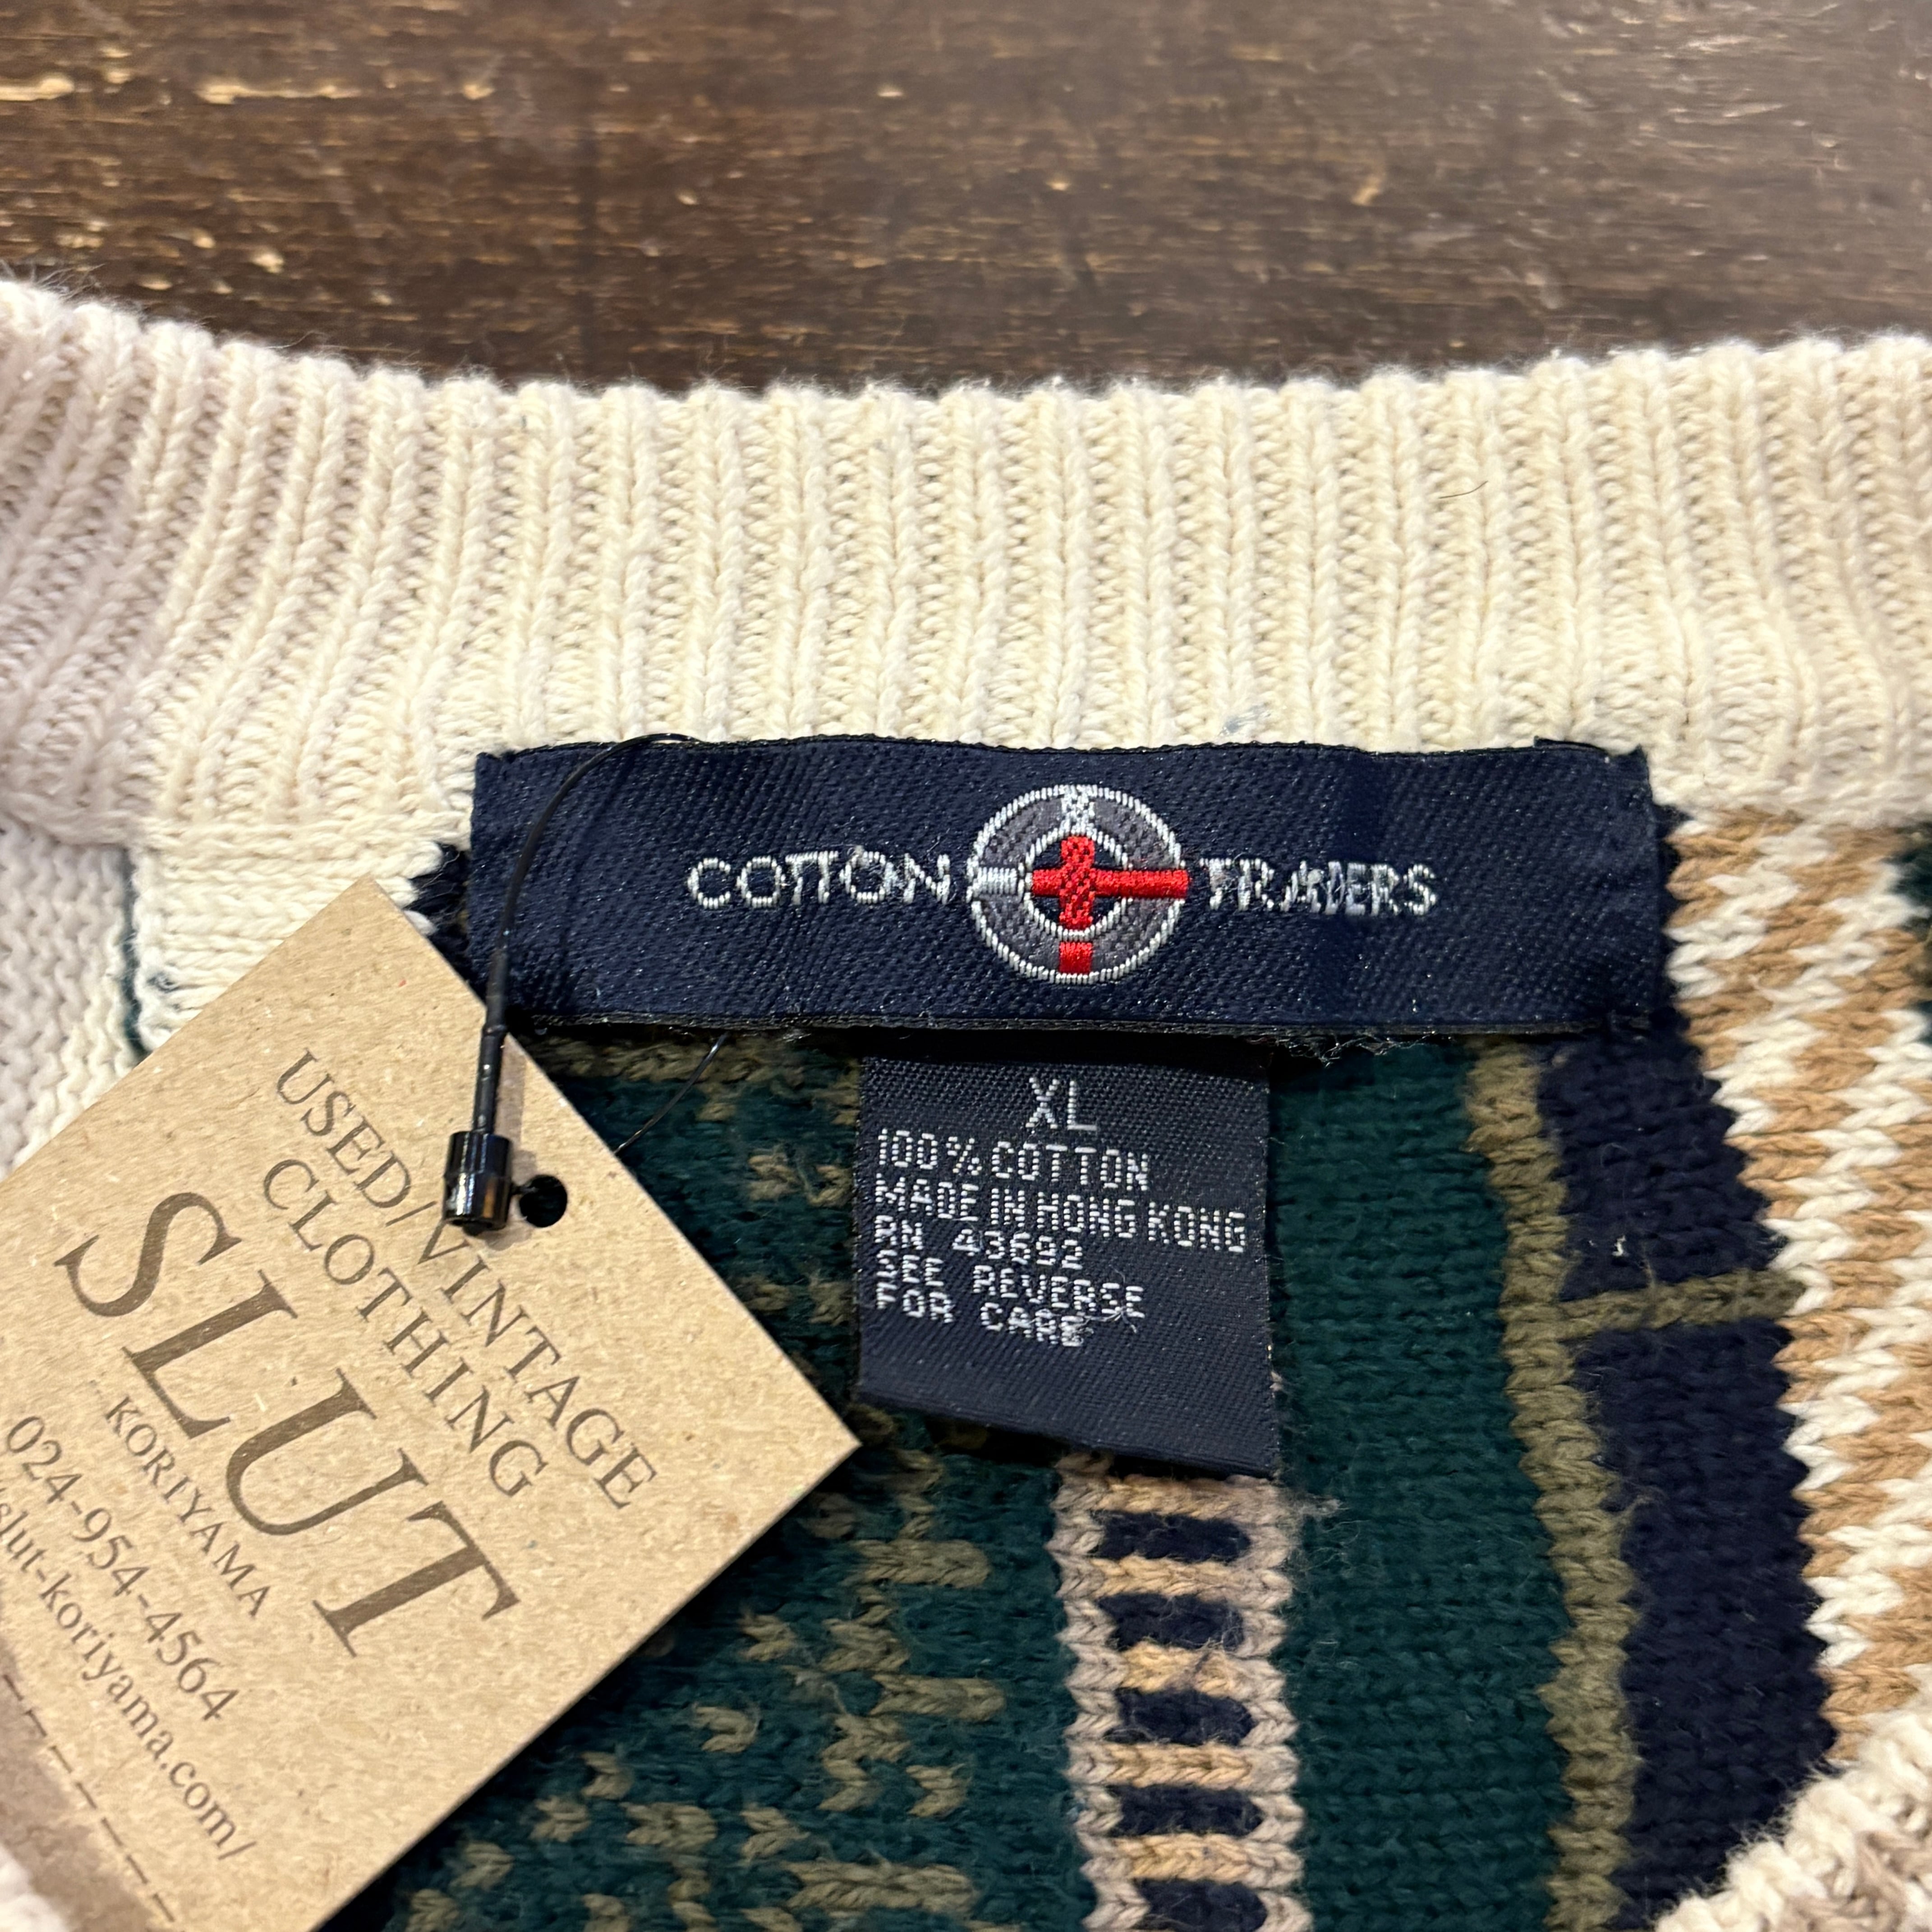 COTTON TRADERS
XL
100% COTTON
MADE IN HONG KONG
RN 43692
SEE REVERSE
FOR CARE
USED/VINTAGE
CLOTHING
SLUT
KORIYAMA
024-954-4564
/slut-koriyama.com/